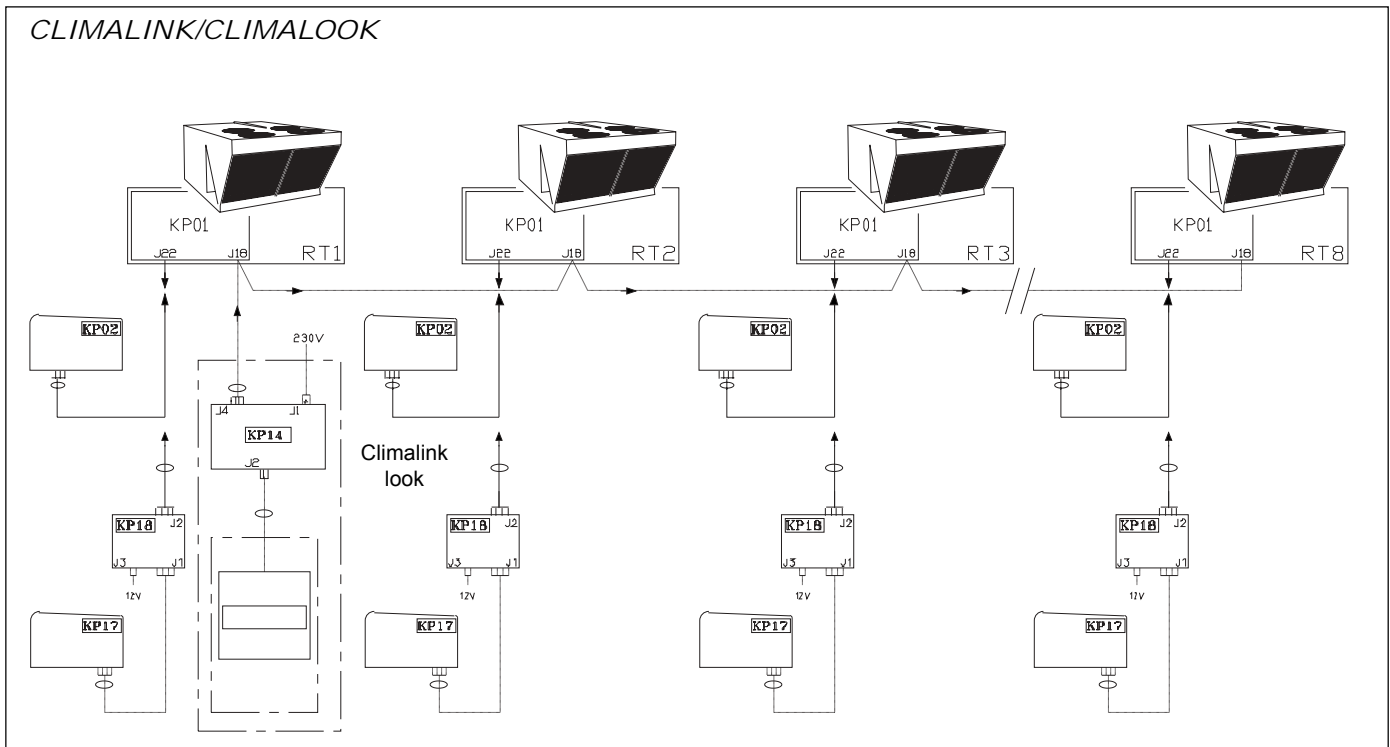 CLIMALINK/CLIMALOOK
KP01 KP01 KP01 KP01
J22 J18 RT1 J22 J18 RT2 J22 J18 RT3 J22 J18 RT8
KP02 KP02 KP02 KP02
230V
J4 J1
KP14
J2
Climalink
look
KP18 J2 KP18 J2 KP18 J2 KP18 J2
J3 J1 J3 J1 J3 J1 J3 J1
12V 12V 12V 12V
KP17 KP17 KP17 KP17